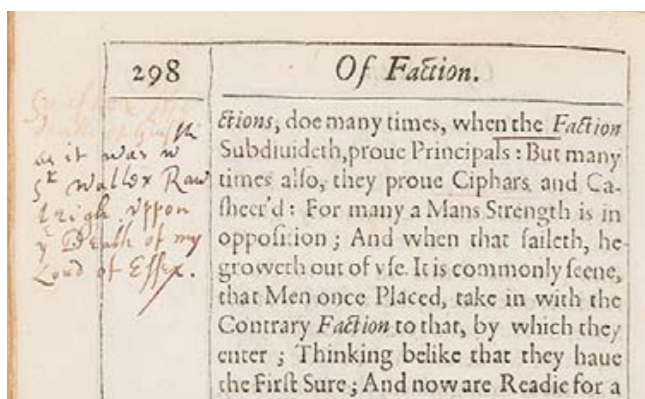 298
Of Faction.
as it was w
Sr Walter Raw
leigh vppon
ye Death of my
Lord of Essex.
ctions, doe many times, when the Faction
Subdiuideth, proue Principals : But many
times also, they proue Ciphars and Ca-
sheer'd : For many a Mans Strength is in
opposition ; And when that faileth, he
groweth out of vse. It is commonly seene,
that Men once Placed, take in with the
Contrary Faction to that, by which they
enter ; Thinking belike that they haue
the First Sure ; And now are Readie for a